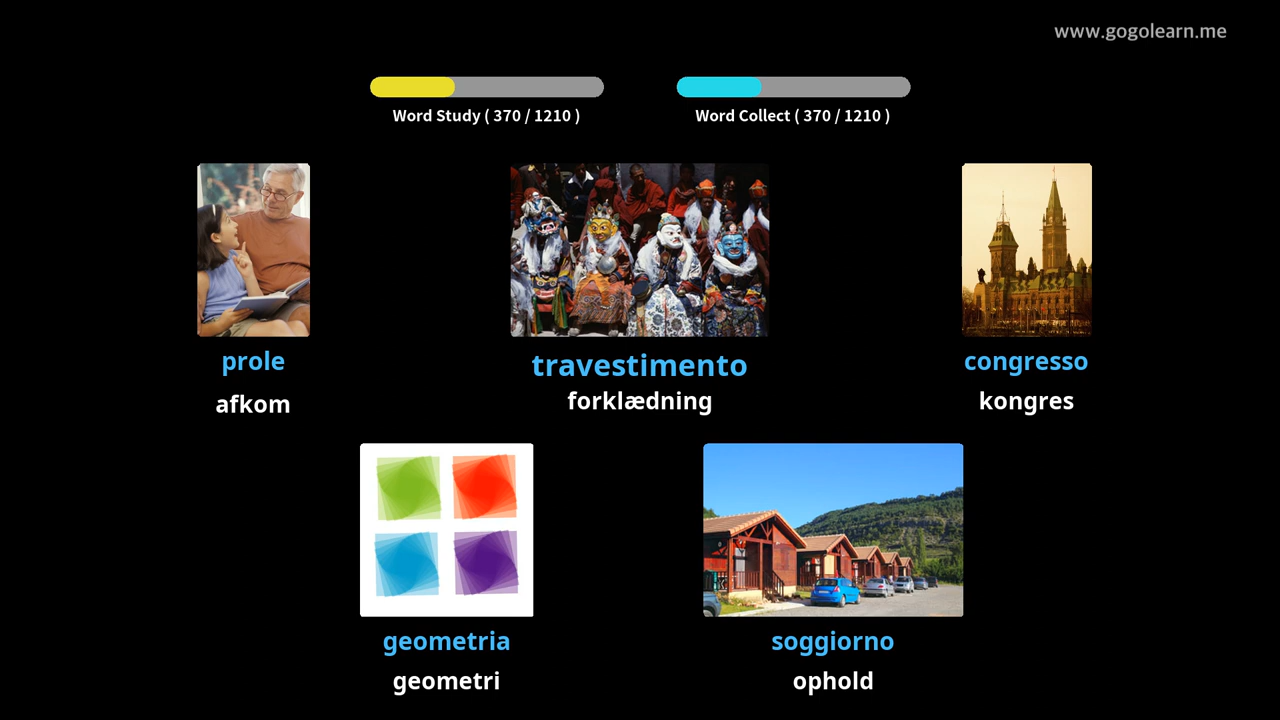 www.gogolearn.me
Word Study ( 370 / 1210 )
Word Collect ( 370 / 1210 )
prole
afkom
travestimento
forklædning
congresso
kongres
geometria
geometri
soggiorno
ophold